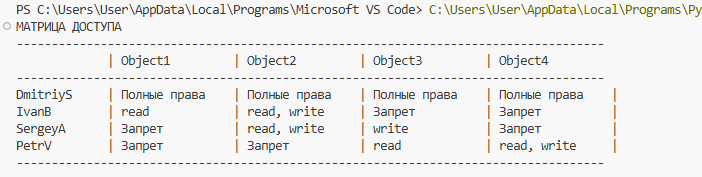 PS C:\Users\User\AppData\Local\Programs\Microsoft VS Code> C:\Users\User\AppData\Local\Programs\Py
МАТРИЦА ДОСТУПА
--------------------------------------------------------------------------------
| Object1 | Object2 | Object3 | Object4
--------------------------------------------------------------------------------
DmitriyS | Полные права | Полные права | Полные права | Полные права |
IvanB | read | read, write | Запрет | Запрет |
SergeyA | Запрет | read, write | write | Запрет |
PetrV | Запрет | Запрет | read | read, write |
--------------------------------------------------------------------------------